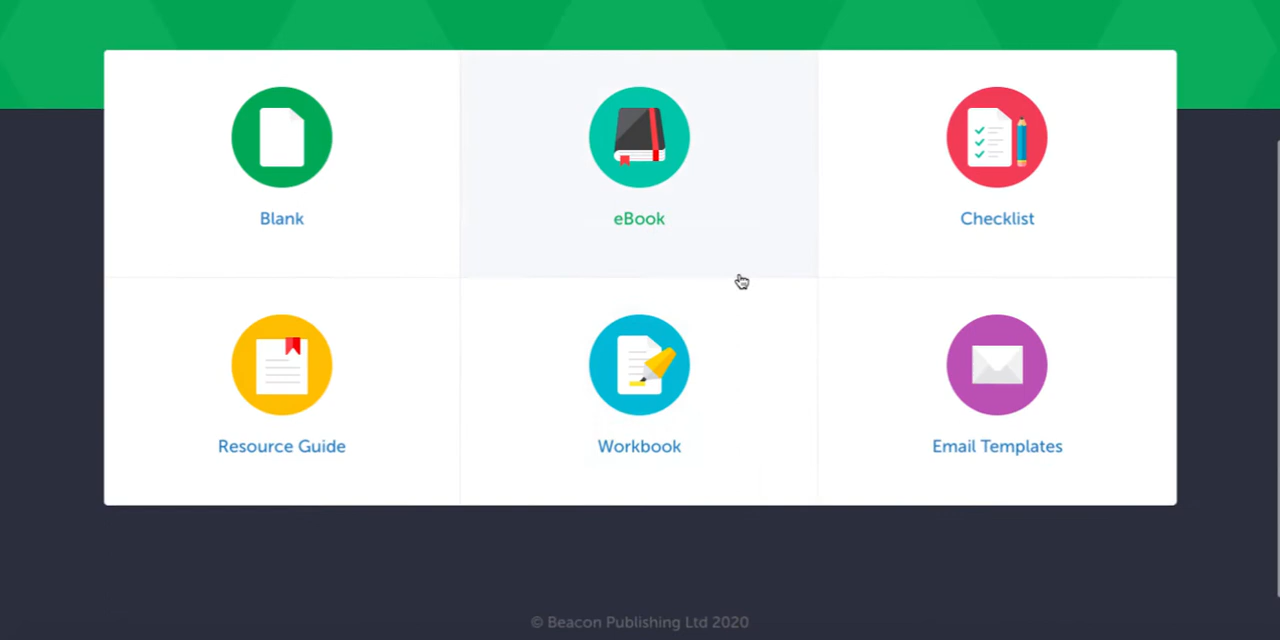 Blank
eBook
Checklist
Resource Guide
Workbook
Email Templates
© Beacon Publishing Ltd 2020